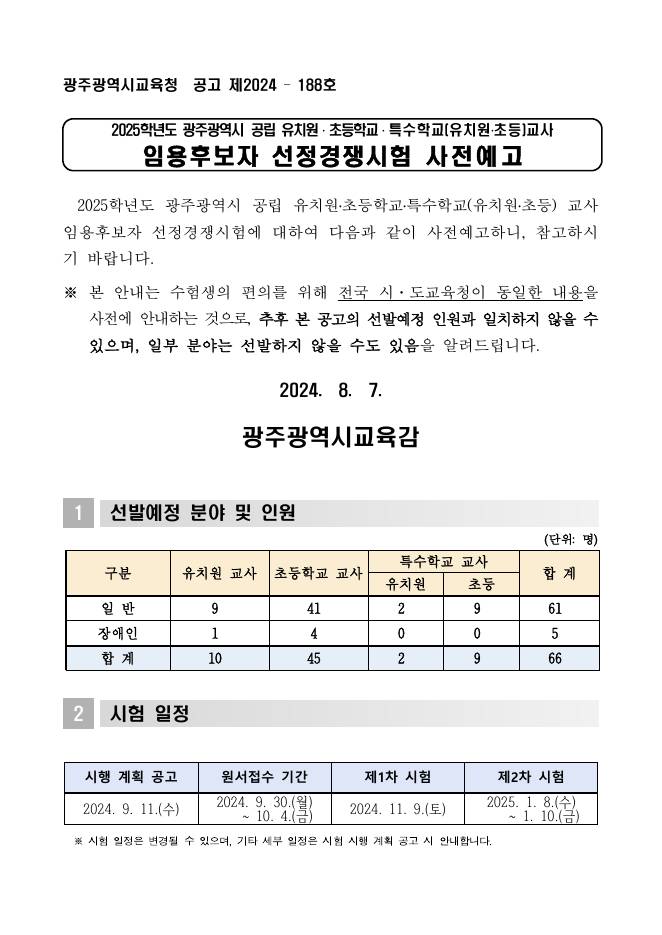 광주광역시교육청 공고 제2024 - 188호
2025학년도 광주광역시 공립 유치원·초등학교·특수학교(유치원·초등)교사
임용후보자 선정경쟁시험 사전예고
2025학년도 광주광역시 공립 유치원·초등학교·특수학교(유치원·초등) 교사
임용후보자 선정경쟁시험에 대하여 다음과 같이 사전예고하니, 참고하시
기 바랍니다.
※ 본 안내는 수험생의 편의를 위해 전국 시·도교육청이 동일한 내용을
사전에 안내하는 것으로, 추후 본 공고의 선발예정 인원과 일치하지 않을 수
있으며, 일부 분야는 선발하지 않을 수도 있음을 알려드립니다.
2024. 8. 7.
광주광역시교육감
1 선발예정 분야 및 인원
(단위: 명)
구분 유치원 교사 초등학교 교사 특수학교 교사 합 계
유치원 초등
일 반 9 41 2 9 61
장애인 1 4 0 0 5
합 계 10 45 2 9 66
2 시험 일정
시행 계획 공고 원서접수 기간 제1차 시험 제2차 시험
2024. 9. 11.(수) 2024. 9. 30.(월) 2024. 11. 9.(토) 2025. 1. 8.(수)
~ 10. 4.(금) ~ 1. 10.(금)
※ 시험 일정은 변경될 수 있으며, 기타 세부 일정은 시험 시행 계획 공고 시 안내합니다.